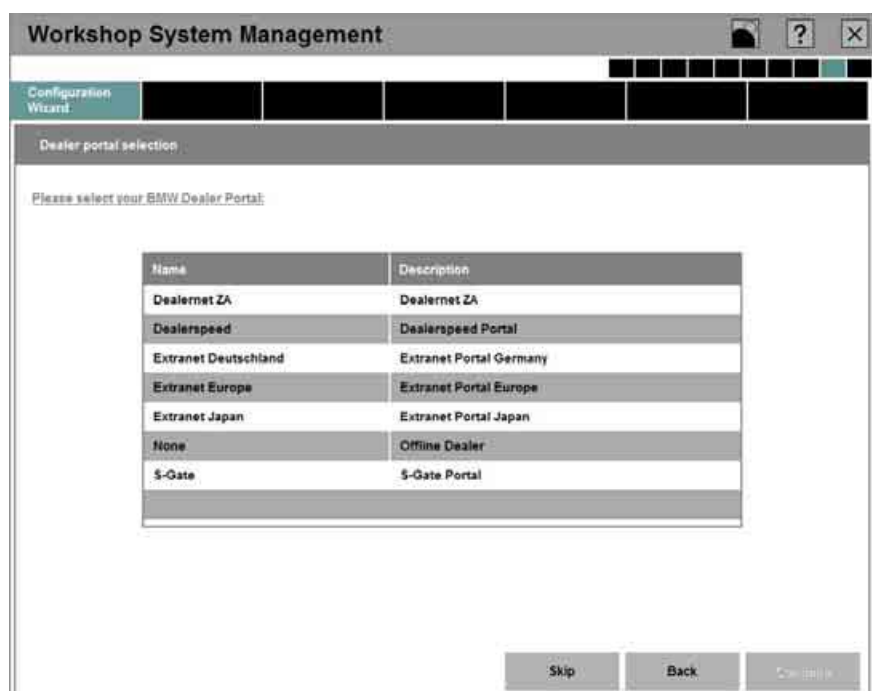 Workshop System Management
?
Configuration
Wizard
Dealer portal selection
Please select your BMW Dealer Portal:
Name Description
Dealernet ZA Dealernet ZA
Dealerspeed Dealerspeed Portal
Extranet Deutschland Extranet Portal Germany
Extranet Europe Extranet Portal Europe
Extranet Japan Extranet Portal Japan
None Offline Dealer
S-Gate S-Gate Portal
Skip Back